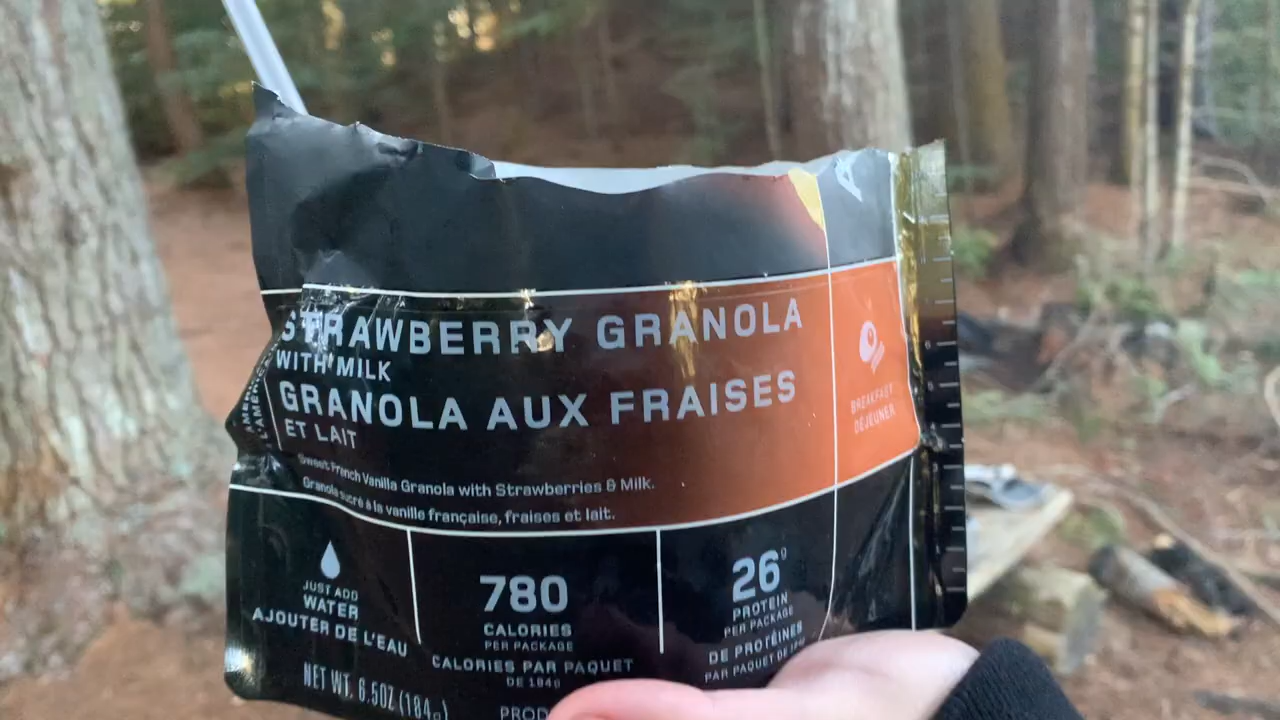 A
STRAWBERRY GRANOLA
WITH MILK
GRANOLA AUX FRAISES
ET LAIT
Sweet French Vanilla Granola with Strawberries & Milk.
Granola sucré à la vanille française, fraises et lait.
BREAKFAST
DÉJEUNER
JUST ADD
WATER
AJOUTER DE L'EAU
780
CALORIES
PER PACKAGE
CALORIES PAR PAQUET
DE 184g
26g
PROTEIN
PER PACKAGE
DE PROTÉINES
PAR PAQUET DE
NET WT. 6.5OZ (184g)